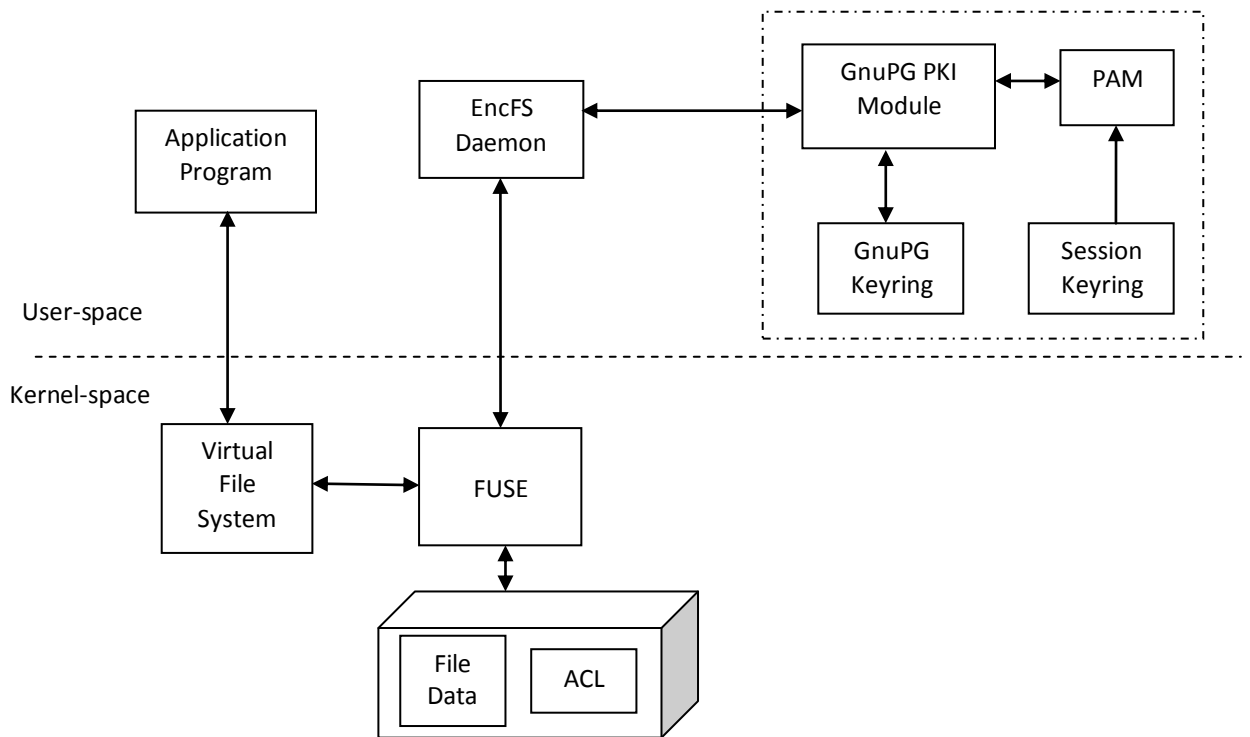 GnuPG PKI
Module
PAM
EncFS
Daemon
Application
Program
GnuPG
Keyring
Session
Keyring
User-space
Kernel-space
Virtual
File
System
FUSE
File
Data
ACL